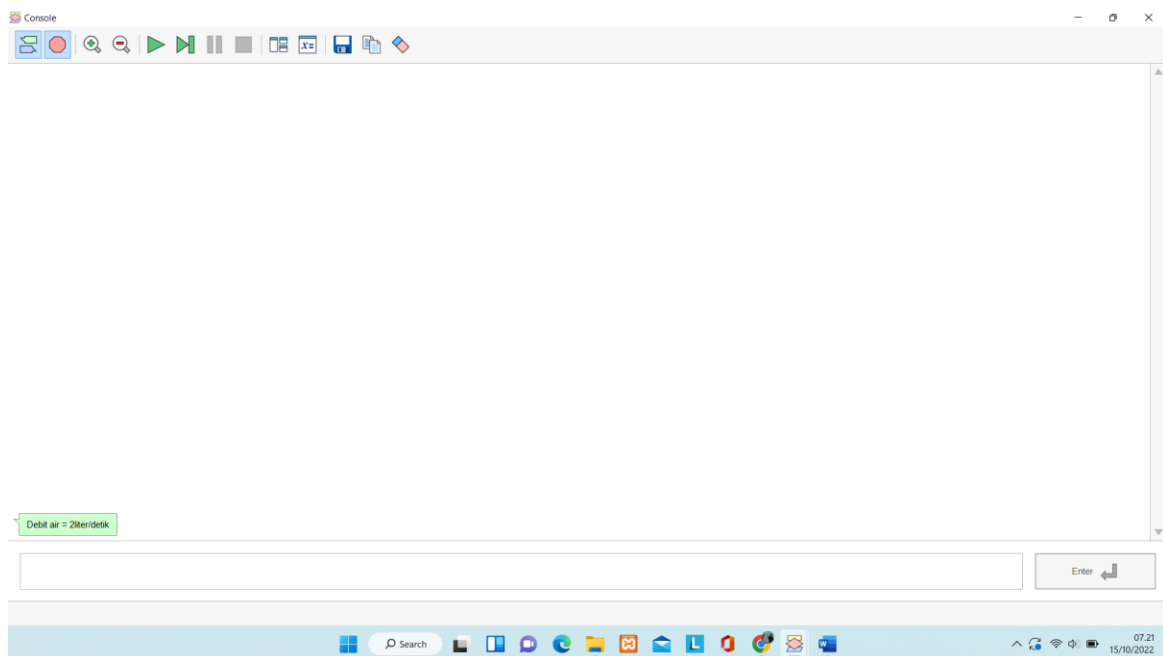 Console
x=
Debit air = 2liter/detik
Enter
Search
L
W
07.21
15/10/2022